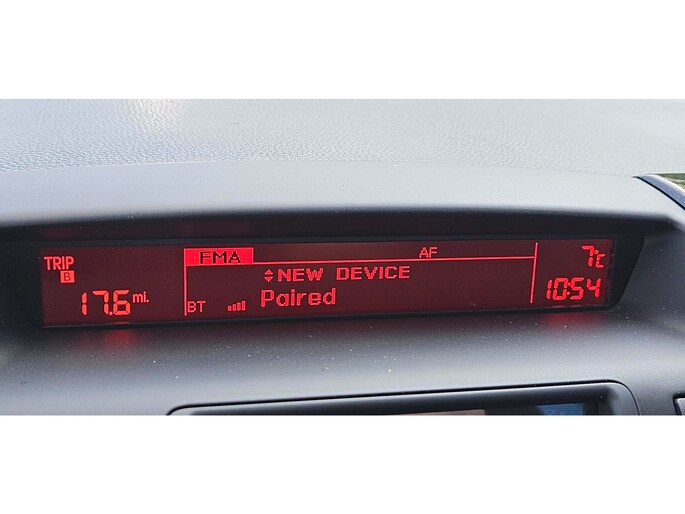 TRIP
B
17.6 mi.
FMA
AF
NEW DEVICE
BT
Paired
7°C
10:54